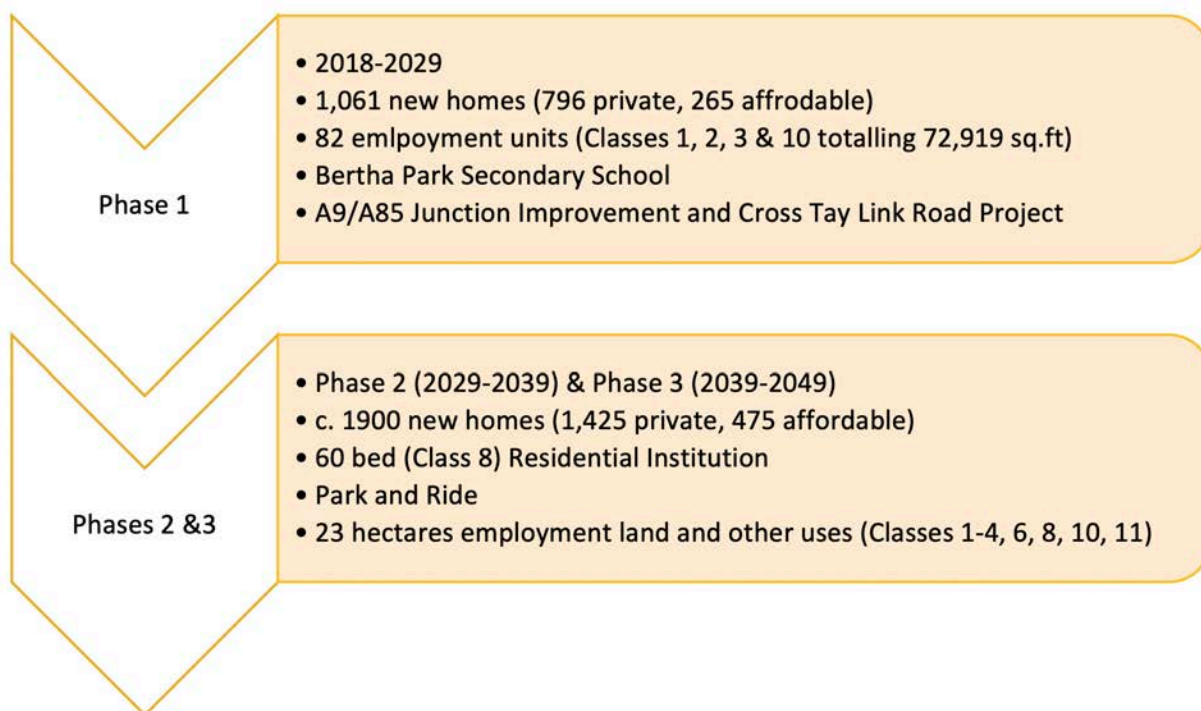 Phase 1
• 2018-2029
• 1,061 new homes (796 private, 265 affrodable)
• 82 emlpoyment units (Classes 1, 2, 3 & 10 totalling 72,919 sq.ft)
• Bertha Park Secondary School
• A9/A85 Junction Improvement and Cross Tay Link Road Project
Phases 2 &3
• Phase 2 (2029-2039) & Phase 3 (2039-2049)
• c. 1900 new homes (1,425 private, 475 affordable)
• 60 bed (Class 8) Residential Institution
• Park and Ride
• 23 hectares employment land and other uses (Classes 1-4, 6, 8, 10, 11)